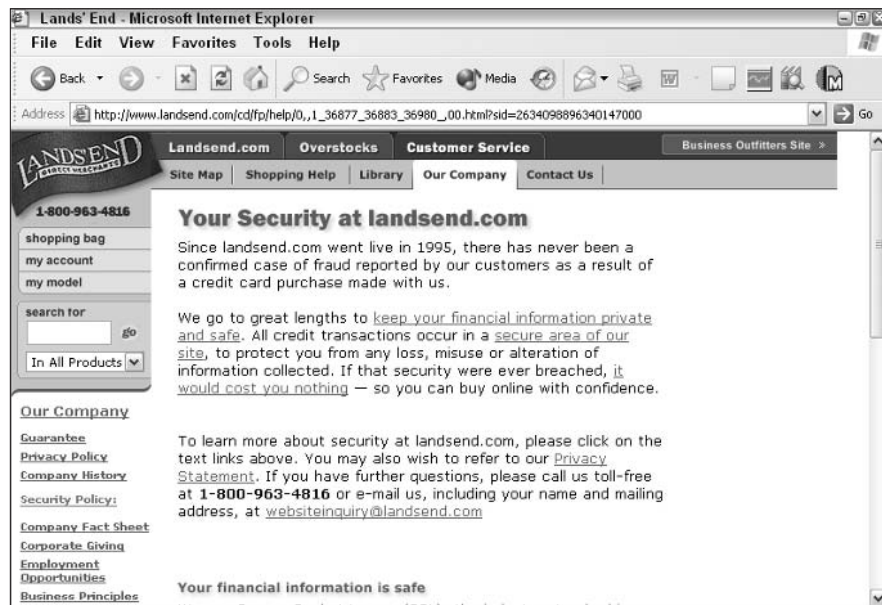 Lands' End - Microsoft Internet Explorer
File Edit View Favorites Tools Help
Back Search Favorites Media
Address http://www.landsend.com/cd/fp/help/0,,1_36877_36883_36980_,00.html?sid=2634098896340147000 Go
LANDS' END
DIRECT MERCHANTS
Landsend.com Overstocks Customer Service Business Outfitters Site »
Site Map Shopping Help Library Our Company Contact Us
1-800-963-4816
shopping bag
my account
my model
search for
go
In All Products
Our Company
Guarantee
Privacy Policy
Company History
Security Policy:
Company Fact Sheet
Corporate Giving
Employment
Opportunities
Business Principles
Your Security at landsend.com
Since landsend.com went live in 1995, there has never been a
confirmed case of fraud reported by our customers as a result of
a credit card purchase made with us.
We go to great lengths to keep your financial information private
and safe. All credit transactions occur in a secure area of our
site, to protect you from any loss, misuse or alteration of
information collected. If that security were ever breached, it
would cost you nothing — so you can buy online with confidence.
To learn more about security at landsend.com, please click on the
text links above. You may also wish to refer to our Privacy
Statement. If you have further questions, please call us toll-free
at 1-800-963-4816 or e-mail us, including your name and mailing
address, at websiteinquiry@landsend.com
Your financial information is safe